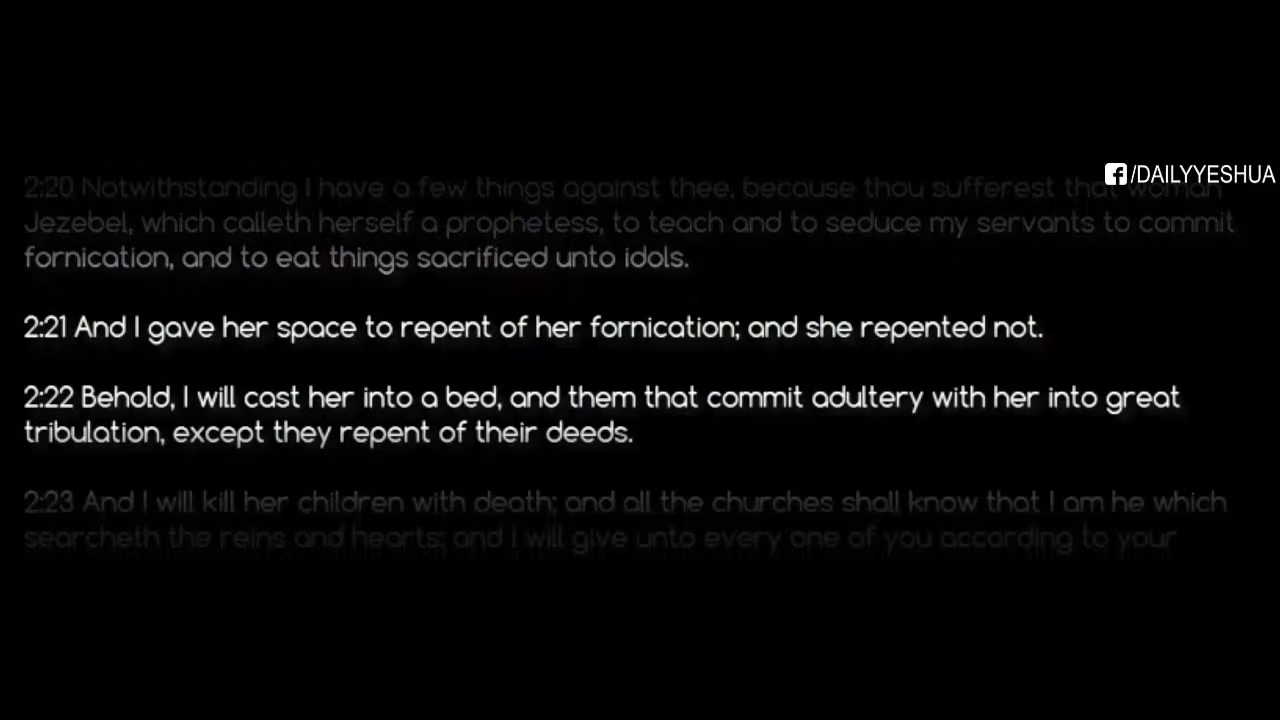 /DAILYYESHUA
2:20 Notwithstanding I have a few things against thee, because thou sufferest that woman
Jezebel, which calleth herself a prophetess, to teach and to seduce my servants to commit
fornication, and to eat things sacrificed unto idols.
2:21 And I gave her space to repent of her fornication; and she repented not.
2:22 Behold, I will cast her into a bed, and them that commit adultery with her into great
tribulation, except they repent of their deeds.
2:23 And I will kill her children with death; and all the churches shall know that I am he which
searcheth the reins and hearts: and I will give unto every one of you according to your